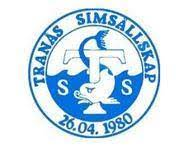 TRANÅS SIMSÄLLSKAP
T
S S
26.04. 1980